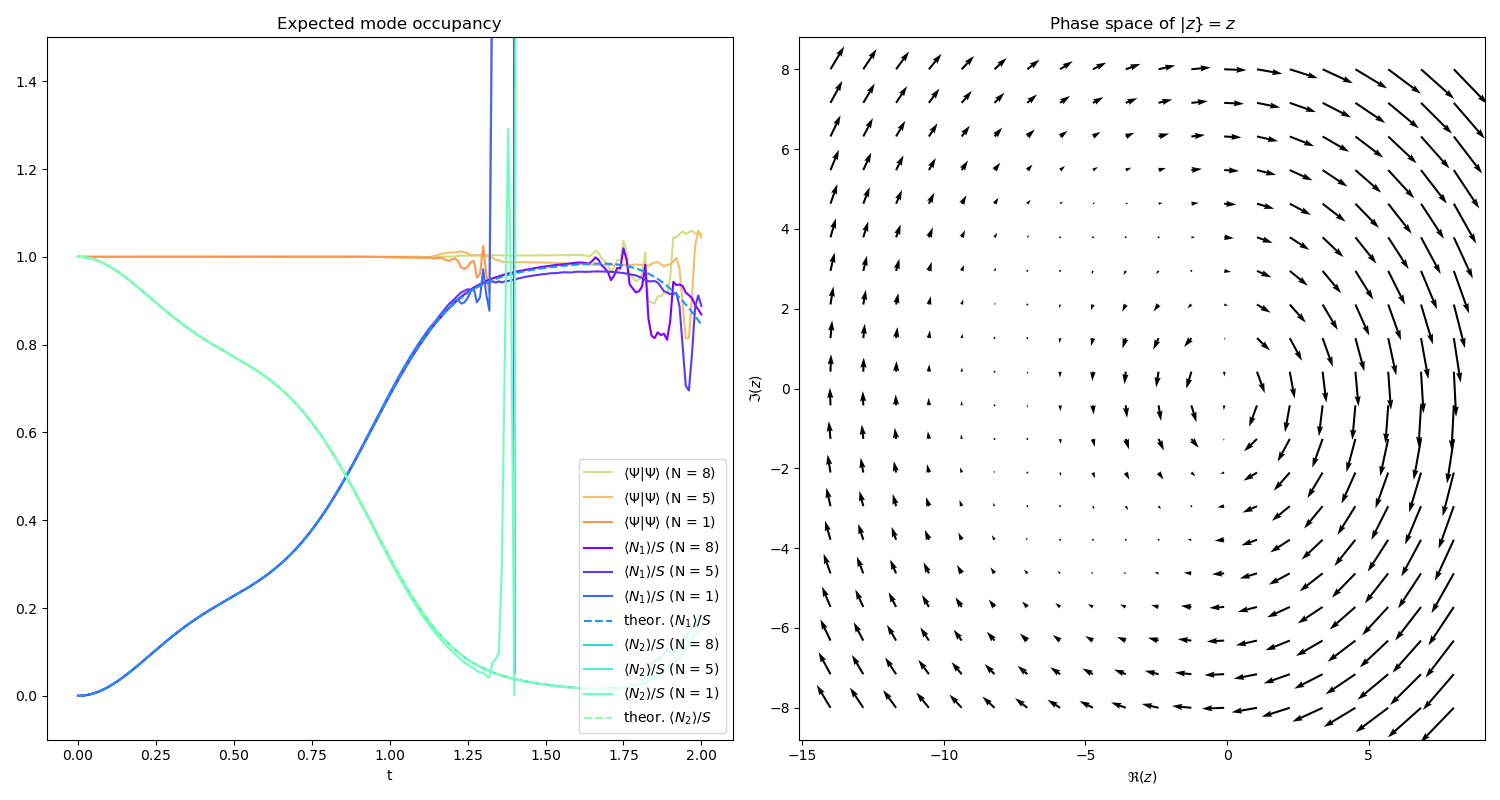 Expected mode occupancy
1.4
1.2
1.0
0.8
0.6
0.4
0.2
0.0
⟨Ψ|Ψ⟩ (N = 8)
⟨Ψ|Ψ⟩ (N = 5)
⟨Ψ|Ψ⟩ (N = 1)
⟨N₁⟩/S (N = 8)
⟨N₁⟩/S (N = 5)
⟨N₁⟩/S (N = 1)
theor. ⟨N₁⟩/S
⟨N₂⟩/S (N = 8)
⟨N₂⟩/S (N = 5)
⟨N₂⟩/S (N = 1)
theor. ⟨N₂⟩/S
0.00 0.25 0.50 0.75 1.00 1.25 1.50 1.75 2.00
t
Phase space of |z} = z
8
6
4
2
0
−2
−4
−6
−8
ℑ(z)
−15 −10 −5 0 5
ℜ(z)